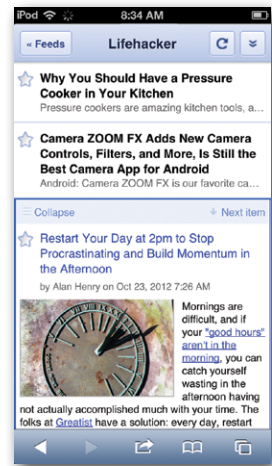 iPod 8:34 AM
« Feeds Lifehacker
Why You Should Have a Pressure
Cooker in Your Kitchen
Pressure cookers are amazing kitchen tools, a...
Camera ZOOM FX Adds New Camera
Controls, Filters, and More, Is Still the
Best Camera App for Android
Android: Camera ZOOM FX is our favorite ca...
Collapse Next item
Restart Your Day at 2pm to Stop
Procrastinating and Build Momentum in
the Afternoon
by Alan Henry on Oct 23, 2012 7:26 AM
Mornings are
difficult, and if
your "good hours"
aren't in the
morning, you can
catch yourself
wasting in the
afternoon having
not actually accomplished much with your time. The
folks at Greatist have a solution: every day, restart